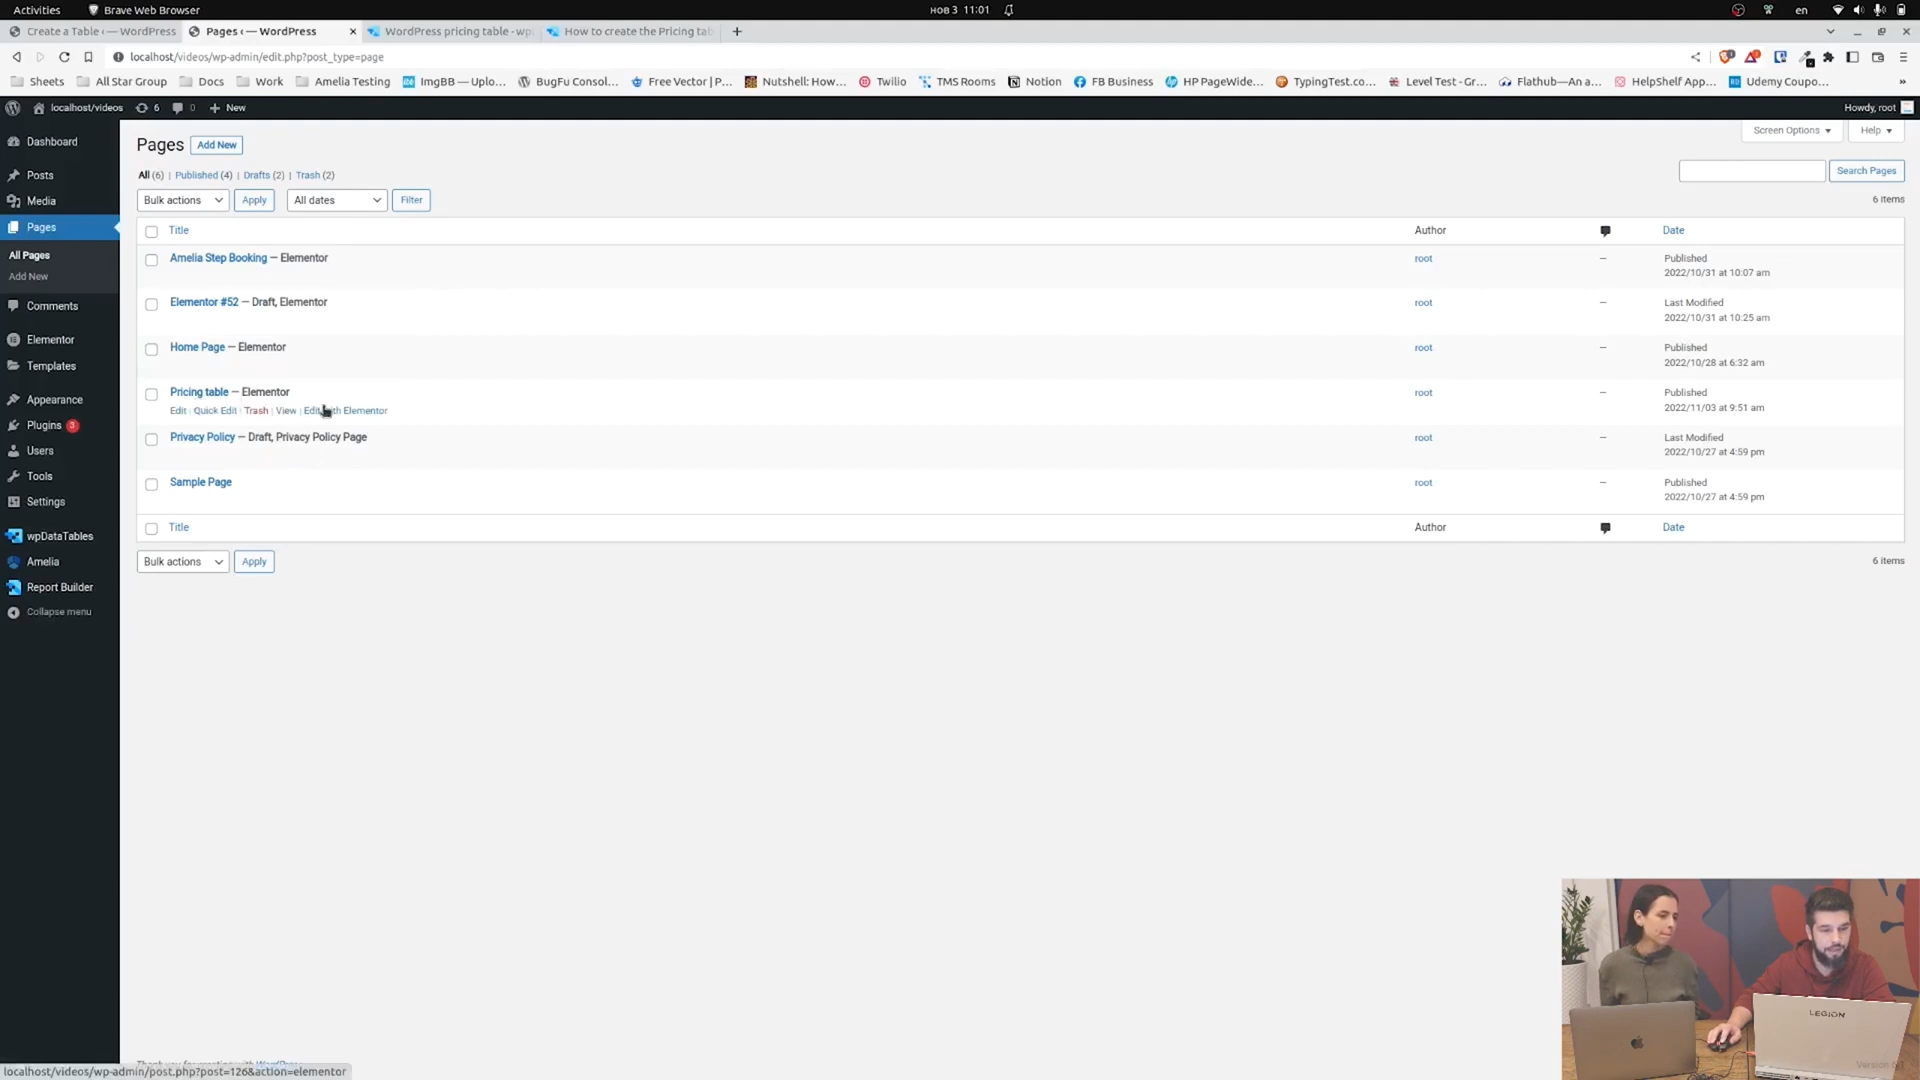 Activities Brave Web Browser нов 3 11:01 en
Create a Table ‹ — WordPress Pages ‹ — WordPress × WordPress pricing table - wp How to create the Pricing tab +
localhost/videos/wp-admin/edit.php?post_type=page
Sheets All Star Group Docs Work Amelia Testing ImgBB — Uplo... BugFu Consol... Free Vector | P... Nutshell: How... Twilio TMS Rooms Notion FB Business HP PageWide... TypingTest.co... Level Test - Gr... Flathub—An a... HelpShelf App... Udemy Coupo... »
localhost/videos 6 0 + New Howdy, root
Screen Options Help
Dashboard
Posts
Media
Pages
All Pages
Add New
Comments
Elementor
Templates
Appearance
Plugins 3
Users
Tools
Settings
wpDataTables
Amelia
Report Builder
Collapse menu
Pages Add New
All (6) | Published (4) | Drafts (2) | Trash (2)
Search Pages
Bulk actions Apply All dates Filter 6 items
Title Author Date
Amelia Step Booking — Elementor root — Published
2022/10/31 at 10:07 am
Elementor #52 — Draft, Elementor root — Last Modified
2022/10/31 at 10:25 am
Home Page — Elementor root — Published
2022/10/28 at 6:32 am
Pricing table — Elementor root — Published
2022/11/03 at 9:51 am
Edit | Quick Edit | Trash | View | Edit Elementor
Privacy Policy — Draft, Privacy Policy Page root — Last Modified
2022/10/27 at 4:59 pm
Sample Page root — Published
2022/10/27 at 4:59 pm
Title Author Date
Bulk actions Apply 6 items
LEGION
localhost/videos/wp-admin/post.php?post=126&action=elementor